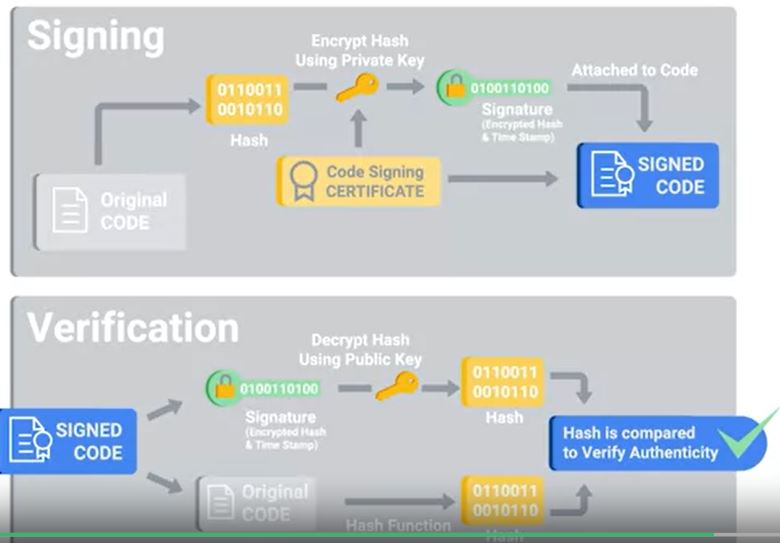 Signing
Encrypt Hash
Using Private Key
0110011
0010110
Hash
0100110100
Signature
(Encrypted Hash
& Time Stamp)
Attached to Code
Original
CODE
Code Signing
CERTIFICATE
SIGNED
CODE
Verification
Decrypt Hash
Using Public Key
0100110100
Signature
(Encrypted Hash
& Time Stamp)
0110011
0010110
Hash
SIGNED
CODE
Hash is compared
to Verify Authenticity
Original
CODE
Hash Function
0110011
0010110
Hash